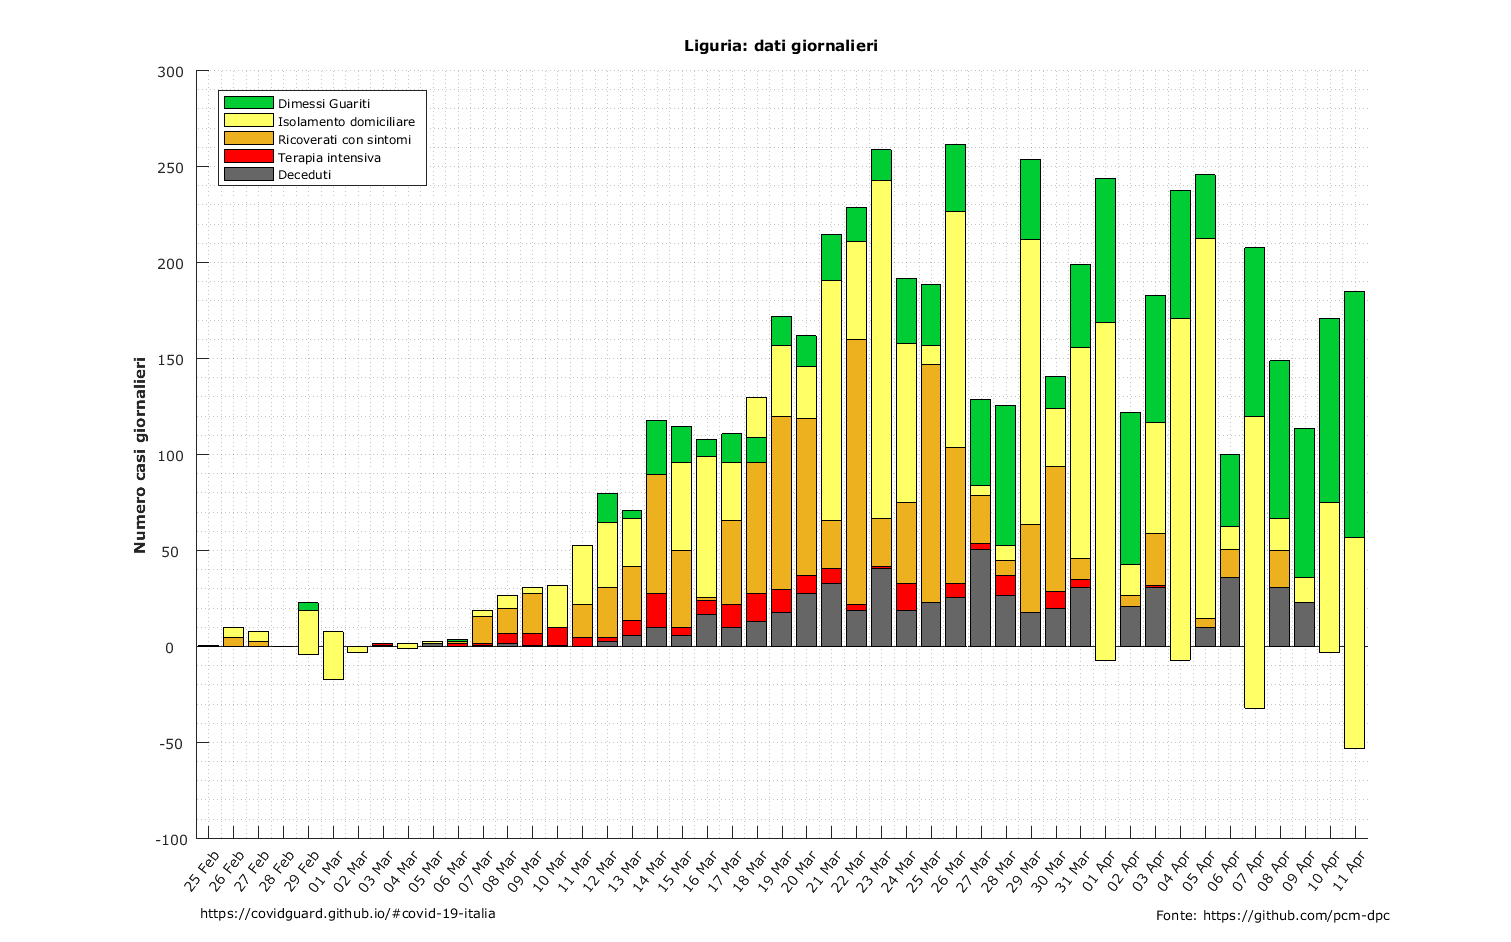 Liguria: dati giornalieri
300
250
200
150
100
50
0
-50
-100
Numero casi giornalieri
Dimessi Guariti
Isolamento domiciliare
Ricoverati con sintomi
Terapia intensiva
Deceduti
25 Feb
26 Feb
27 Feb
28 Feb
29 Feb
01 Mar
02 Mar
03 Mar
04 Mar
05 Mar
06 Mar
07 Mar
08 Mar
09 Mar
10 Mar
11 Mar
12 Mar
13 Mar
14 Mar
15 Mar
16 Mar
17 Mar
18 Mar
19 Mar
20 Mar
21 Mar
22 Mar
23 Mar
24 Mar
25 Mar
26 Mar
27 Mar
28 Mar
29 Mar
30 Mar
31 Mar
01 Apr
02 Apr
03 Apr
04 Apr
05 Apr
06 Apr
07 Apr
08 Apr
09 Apr
10 Apr
11 Apr
https://covidguard.github.io/#covid-19-italia
Fonte: https://github.com/pcm-dpc